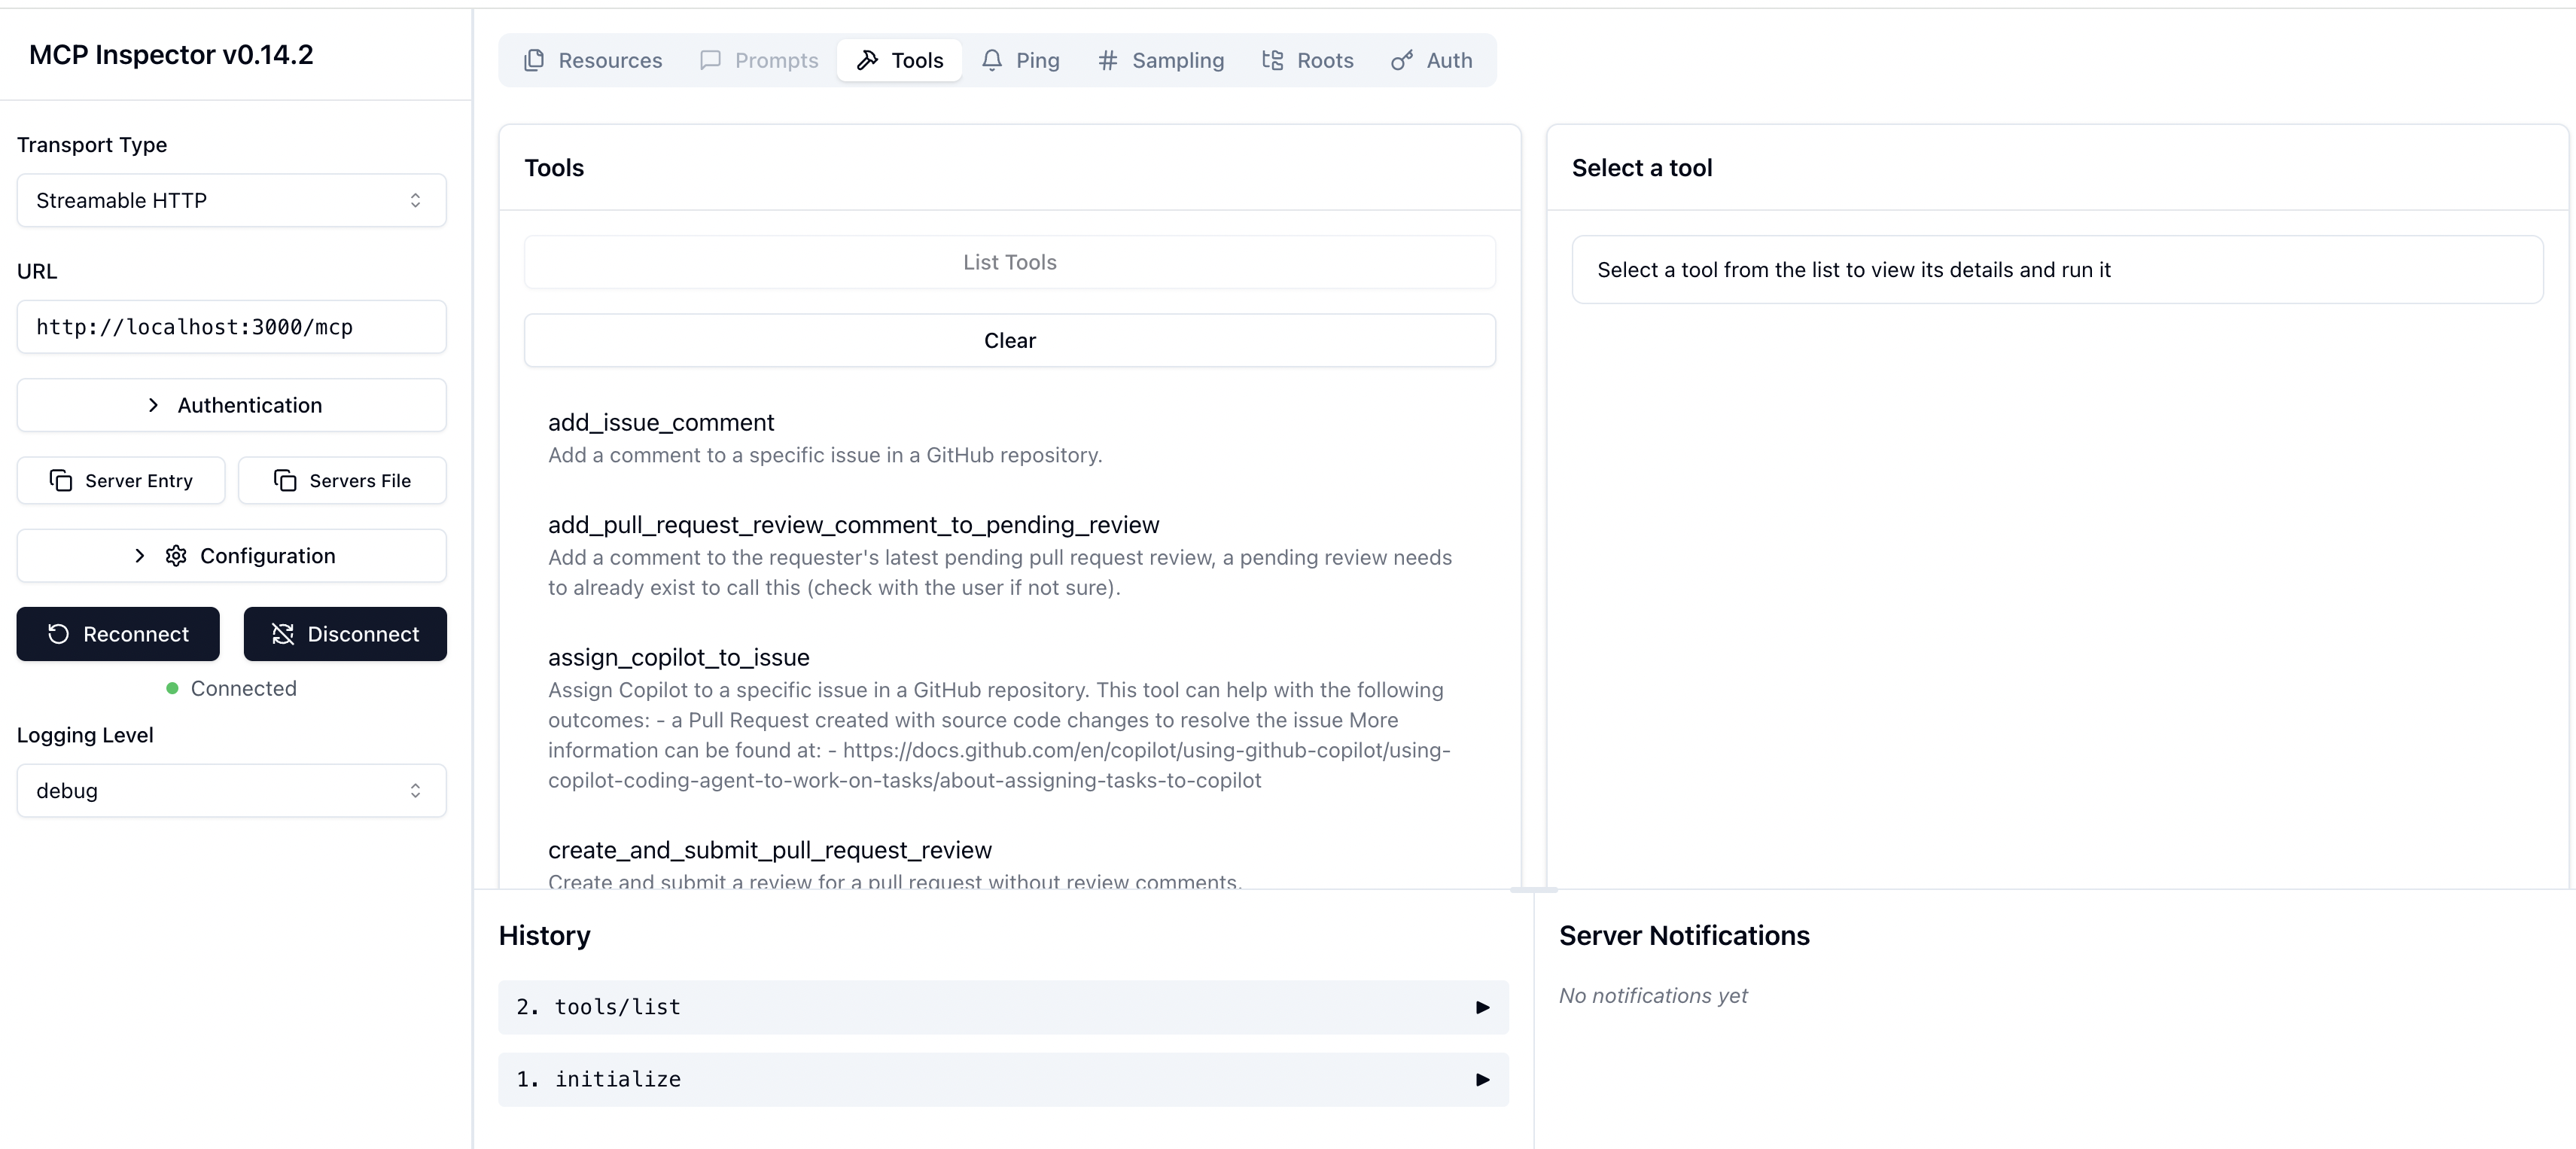 MCP Inspector v0.14.2
Transport Type
Streamable HTTP
URL
http://localhost:3000/mcp
Authentication
Server Entry
Servers File
Configuration
Reconnect
Disconnect
Connected
Logging Level
debug
Resources
Prompts
Tools
Ping
Sampling
Roots
Auth
Tools
List Tools
Clear
add_issue_comment
Add a comment to a specific issue in a GitHub repository.
add_pull_request_review_comment_to_pending_review
Add a comment to the requester's latest pending pull request review, a pending review needs
to already exist to call this (check with the user if not sure).
assign_copilot_to_issue
Assign Copilot to a specific issue in a GitHub repository. This tool can help with the following
outcomes: - a Pull Request created with source code changes to resolve the issue More
information can be found at: - https://docs.github.com/en/copilot/using-github-copilot/using-
copilot-coding-agent-to-work-on-tasks/about-assigning-tasks-to-copilot
create_and_submit_pull_request_review
Create and submit a review for a pull request without review comments.
Select a tool
Select a tool from the list to view its details and run it
History
2. tools/list
1. initialize
Server Notifications
No notifications yet